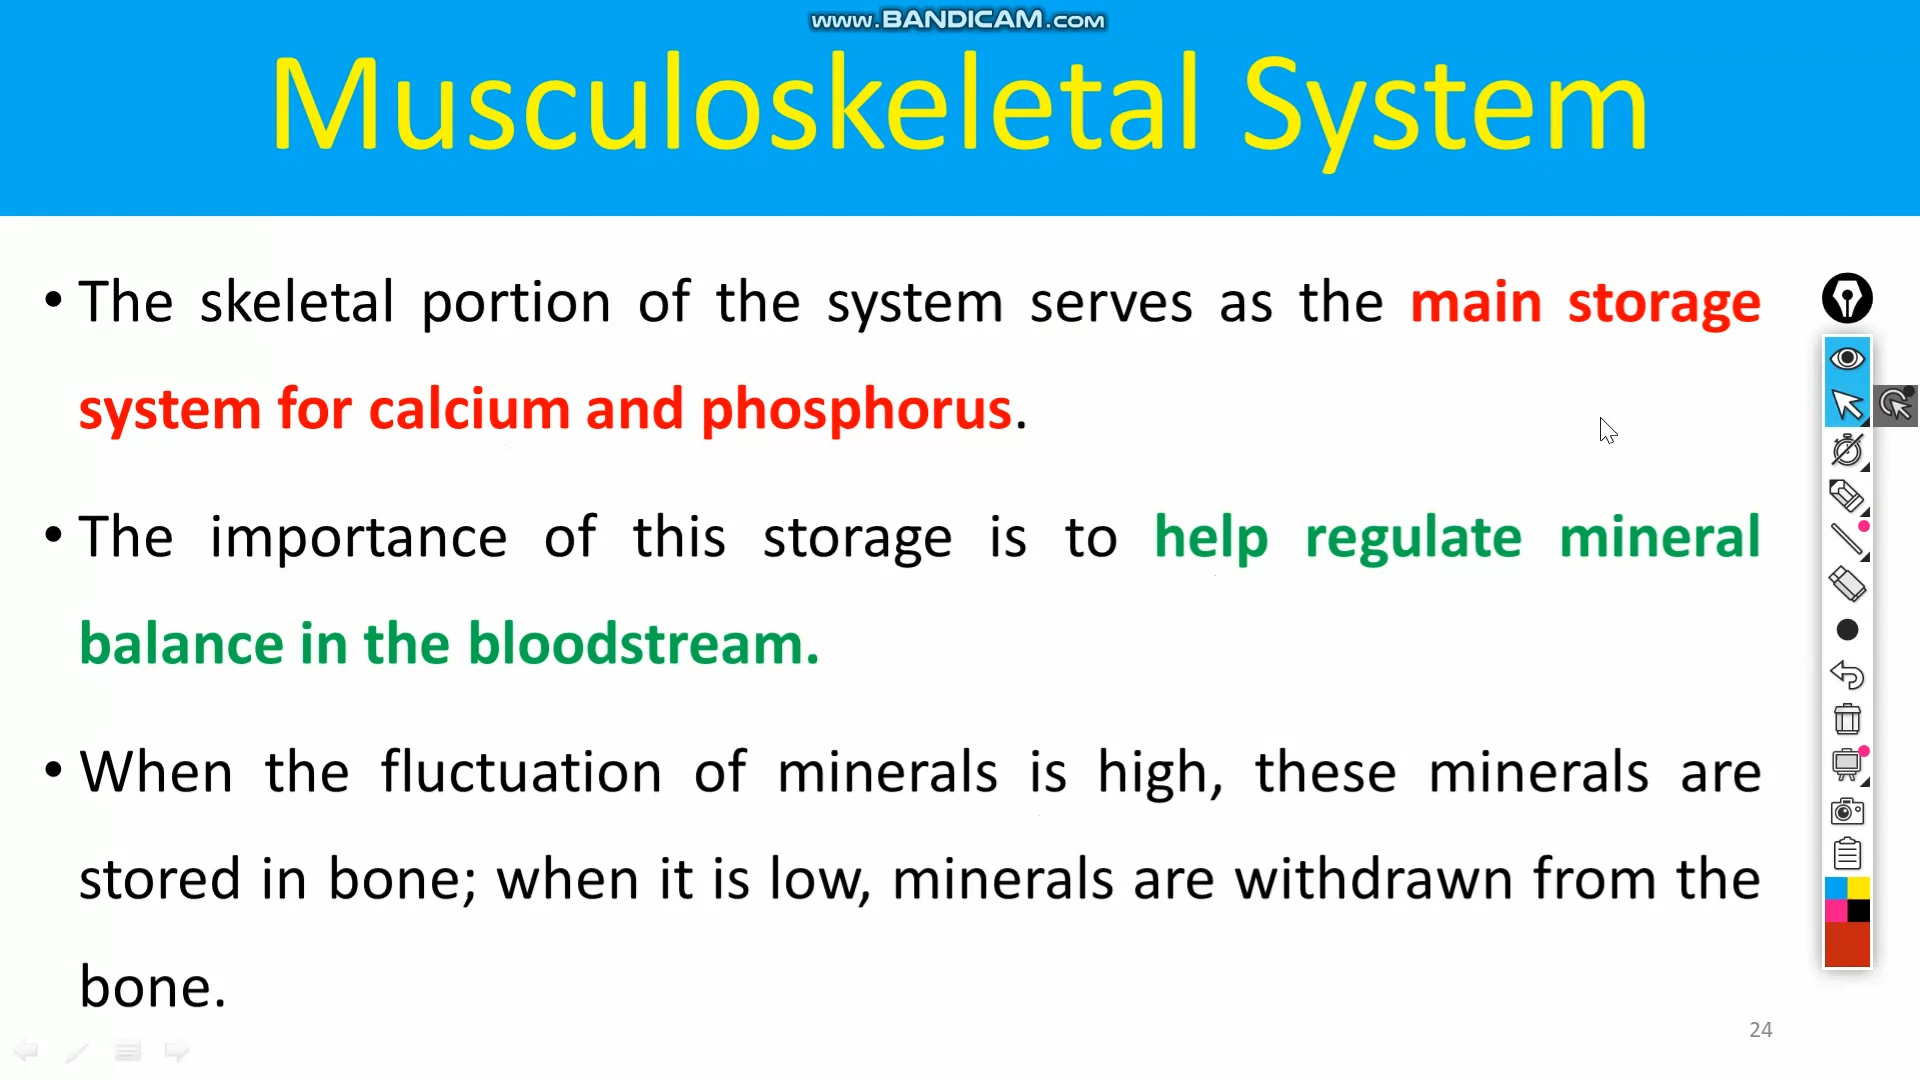 www.BANDICAM.com
Musculoskeletal System
• The skeletal portion of the system serves as the main storage
system for calcium and phosphorus.
• The importance of this storage is to help regulate mineral
balance in the bloodstream.
• When the fluctuation of minerals is high, these minerals are
stored in bone; when it is low, minerals are withdrawn from the
bone.
24